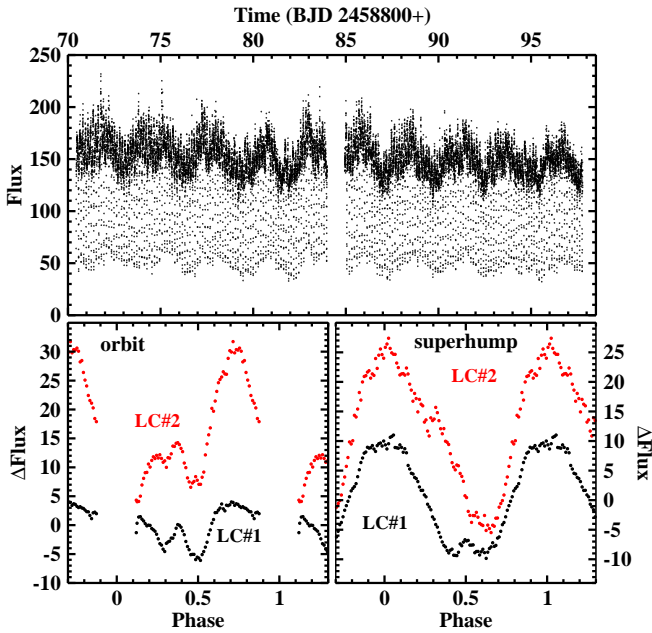 Time (BJD 2458800+)
70 75 80 85 90 95
250
200
150
100
50
0
Flux
orbit
LC#2
LC#1
30
25
20
15
10
5
0
-5
-10
ΔFlux
0 0.5 1
Phase
superhump
LC#2
LC#1
25
20
15
10
5
0
-5
-10
ΔFlux
0 0.5 1
Phase